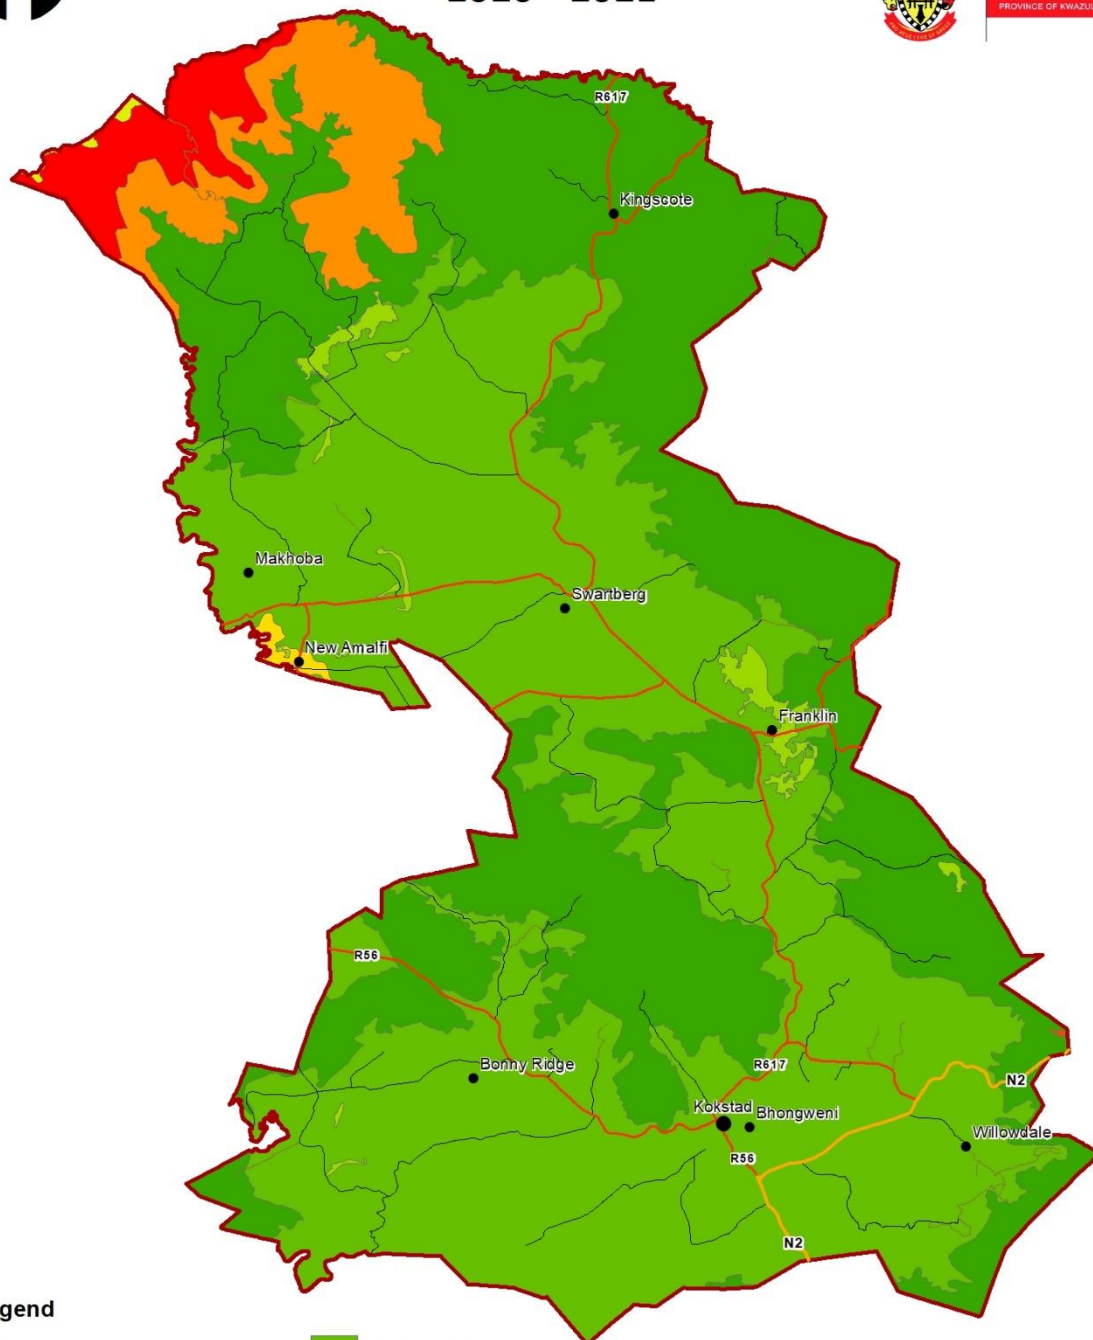 PROVINCE OF KWAZUL
R617
Kingscote
Makhoba
Swartberg
New Amalfi
Franklin
R56
Bonny Ridge
R617
N2
Kokstad
Bhongweni
Willowdale
R56
N2
gend